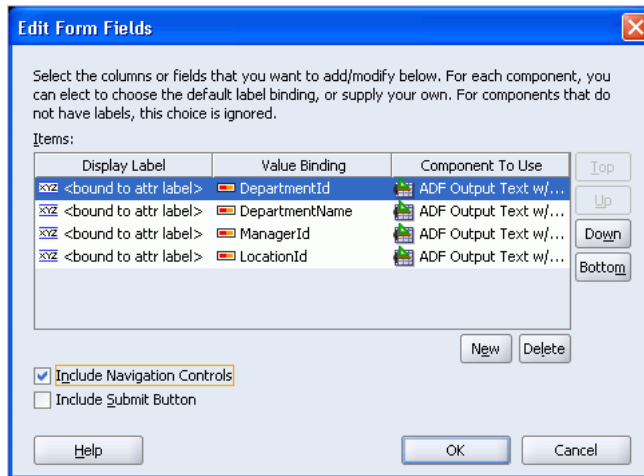 Edit Form Fields
Select the columns or fields that you want to add/modify below. For each component, you
can elect to choose the default label binding, or supply your own. For components that do
not have labels, this choice is ignored.
Items:
Display Label Value Binding Component To Use
XYZ <bound to attr label> DepartmentId ADF Output Text w/...
XYZ <bound to attr label> DepartmentName ADF Output Text w/...
XYZ <bound to attr label> ManagerId ADF Output Text w/...
XYZ <bound to attr label> LocationId ADF Output Text w/...
Top
Up
Down
Bottom
New Delete
Include Navigation Controls
Include Submit Button
Help OK Cancel